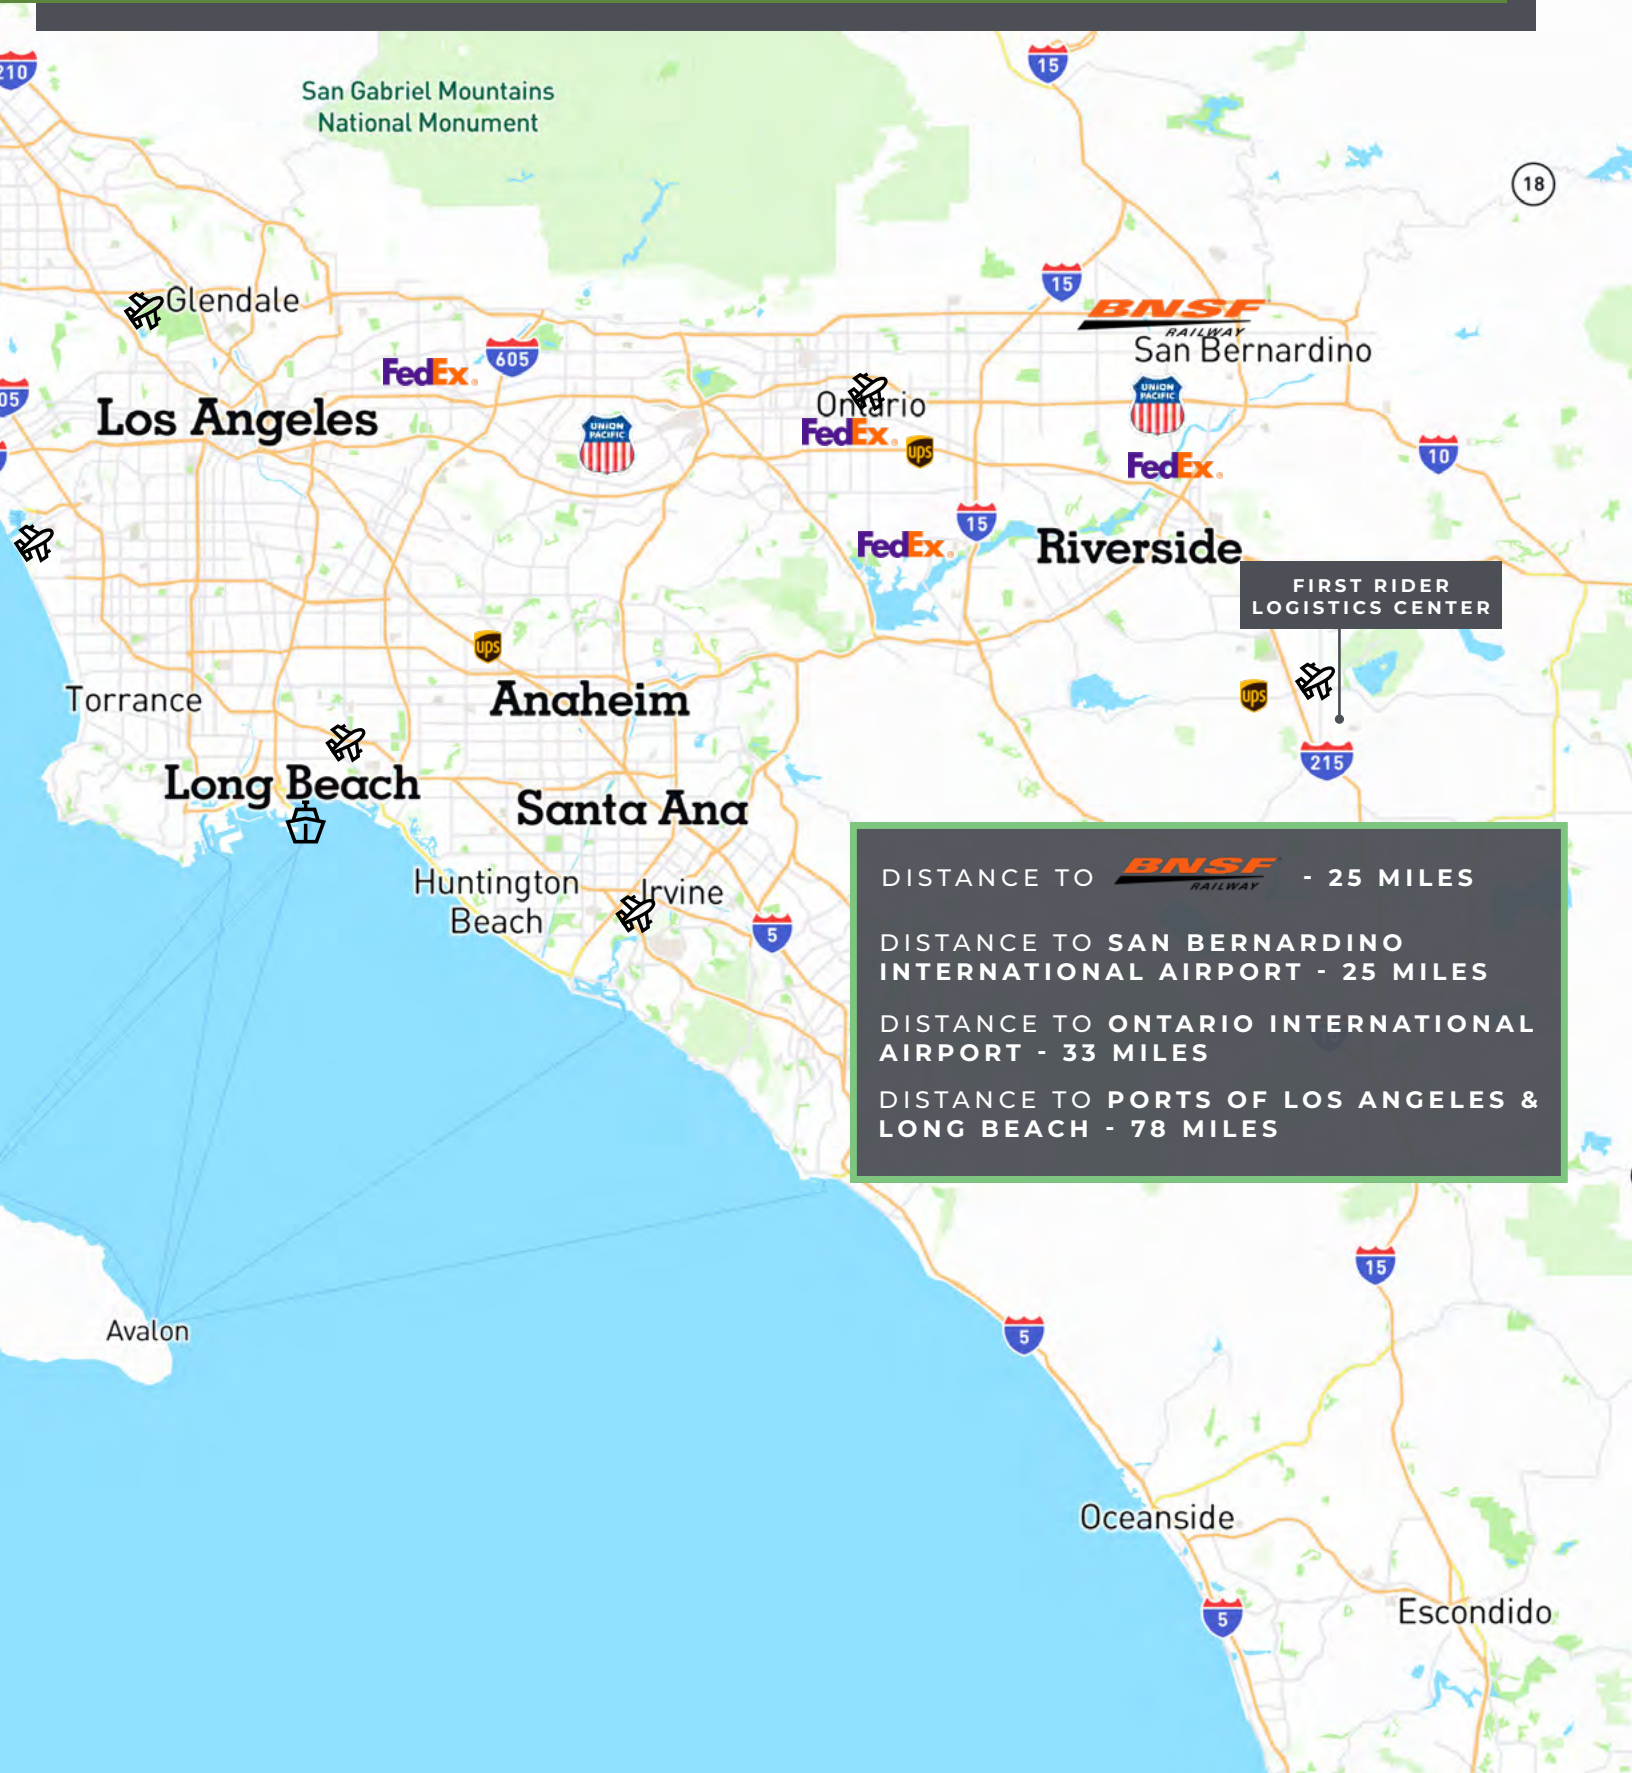 210
San Gabriel Mountains
National Monument
15
18
Glendale
15
BNSF
RAILWAY
San Bernardino
605
FedEx
05
Los Angeles
Ontario
UNION
PACIFIC
FedEx
ups
UNION
PACIFIC
FedEx
10
15
FedEx
Riverside
FIRST RIDER
LOGISTICS CENTER
ups
Torrance
Anaheim
ups
Long Beach
215
Santa Ana
Huntington
Beach
Irvine
5
DISTANCE TO BNSF RAILWAY - 25 MILES
DISTANCE TO SAN BERNARDINO
INTERNATIONAL AIRPORT - 25 MILES
DISTANCE TO ONTARIO INTERNATIONAL
AIRPORT - 33 MILES
DISTANCE TO PORTS OF LOS ANGELES &
LONG BEACH - 78 MILES
15
15
Avalon
5
Oceanside
5
Escondido